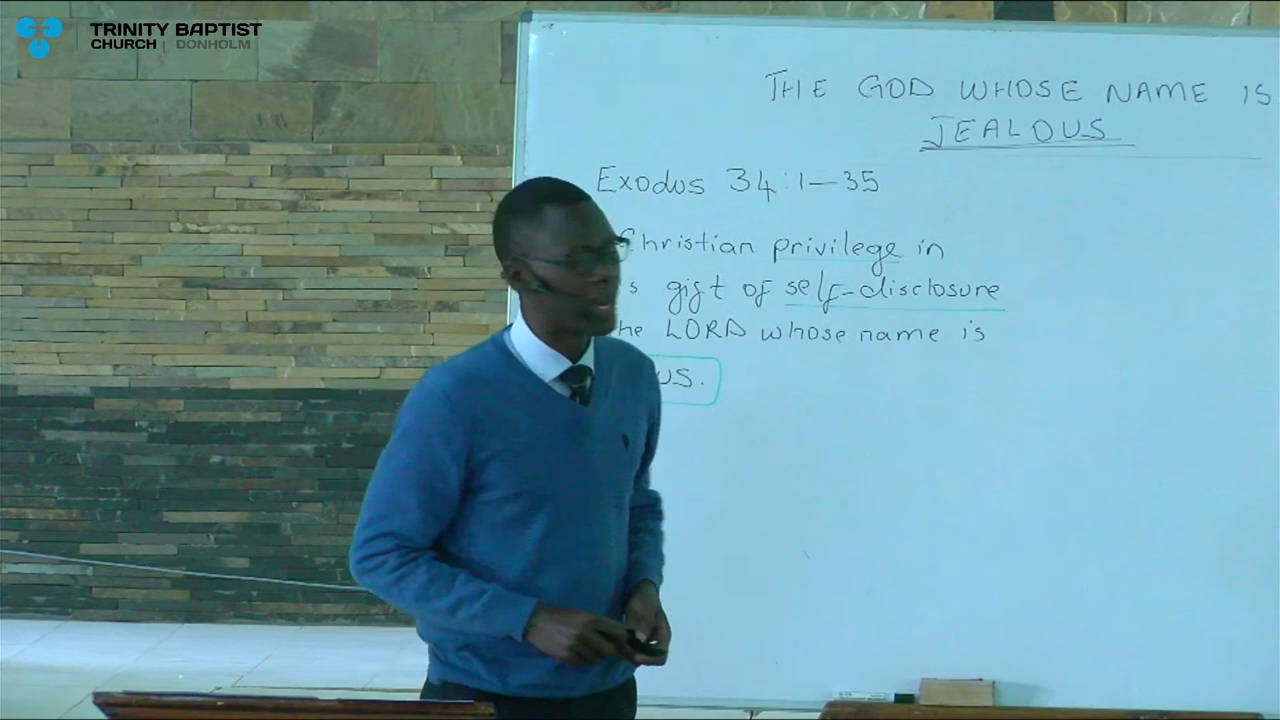 TRINITY BAPTIST
CHURCH | DONHOLM
THE GOD WHOSE NAME IS
JEALOUS
Exodus 34:1-35
Christian privilege in
s gift of self-disclosure
he LORD whose name is
US.